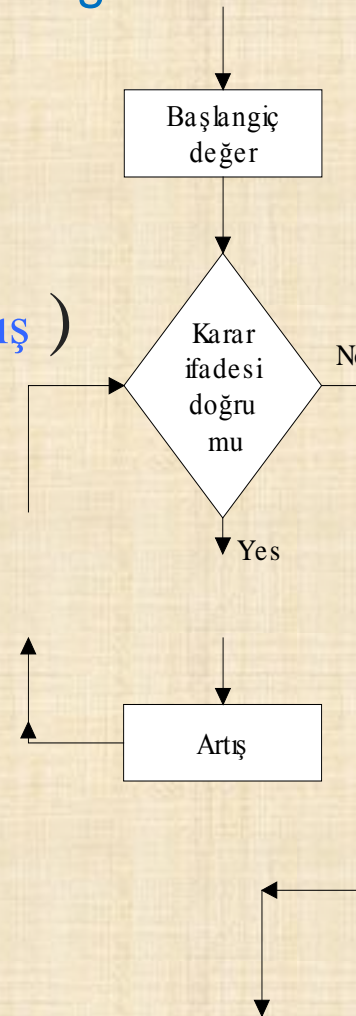 Başlangiç
değer
ış )
Karar
ifadesi
doğru
mu
Yes
Artış